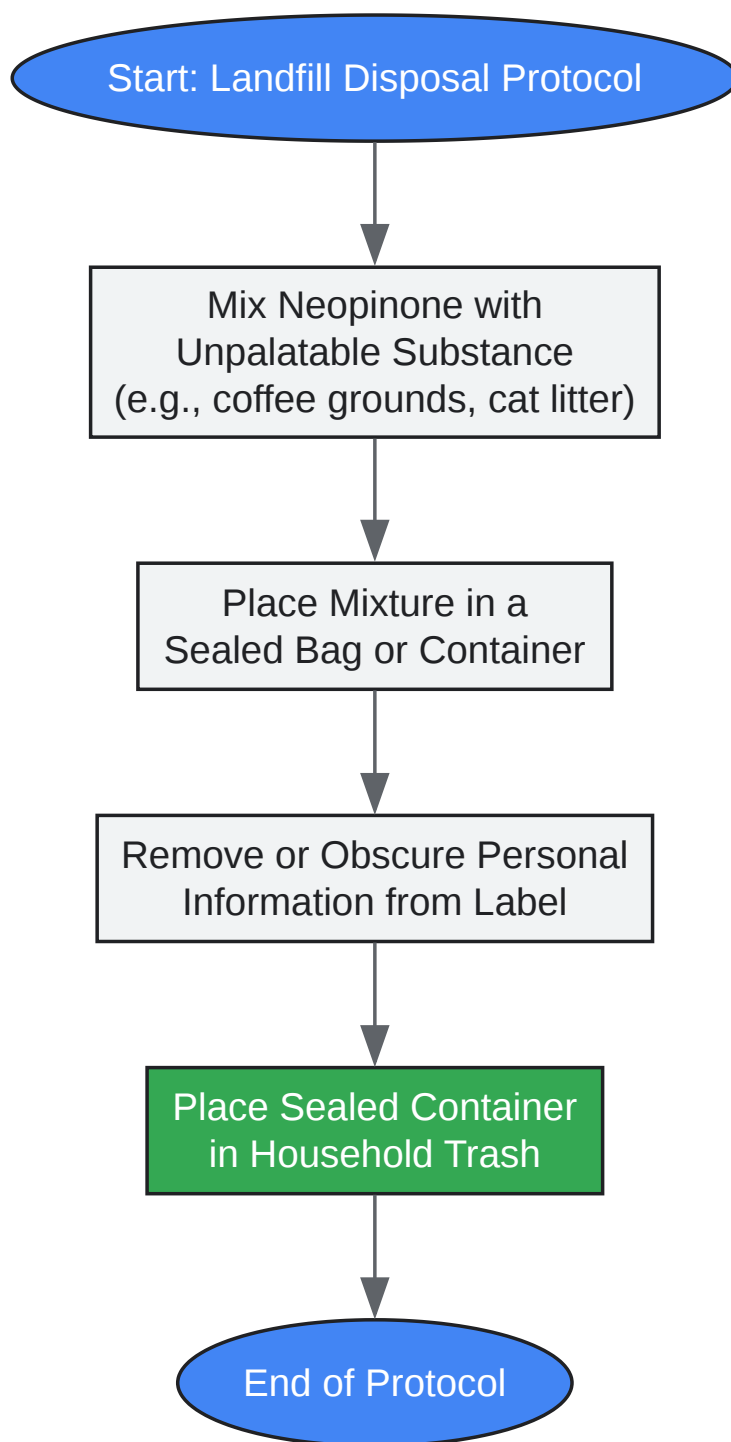 Start: Landfill Disposal Protocol
Mix Neopinone with
Unpalatable Substance
(e.g., coffee grounds, cat litter)
Place Mixture in a
Sealed Bag or Container
Remove or Obscure Personal
Information from Label
Place Sealed Container
in Household Trash
End of Protocol